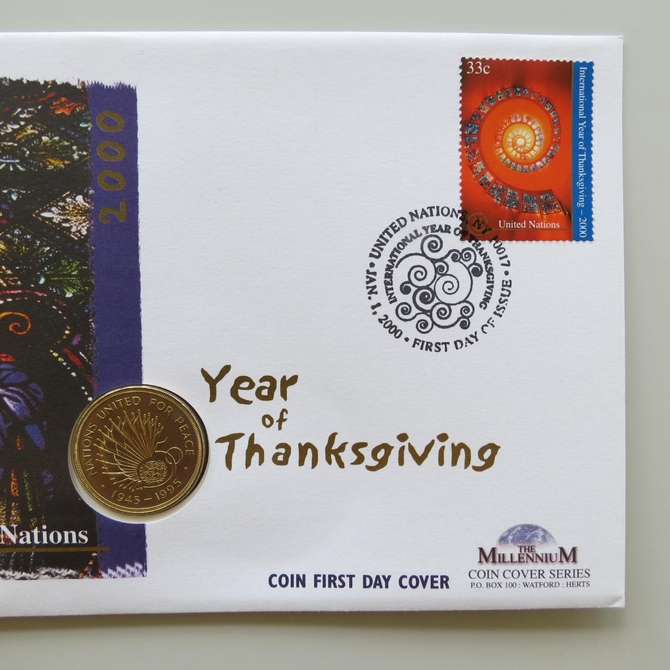 2000
33c
International Year of Thanksgiving – 2000
United Nations
UNITED NATIONS, NY 10017 •
JAN. 1, 2000 • FIRST DAY OF ISSUE •
INTERNATIONAL YEAR OF THANKSGIVING
Year
of
Thanksgiving
NATIONS UNITED FOR PEACE
• 1945 – 1995 •
Nations
COIN FIRST DAY COVER
THE
MILLENNIUM
COIN COVER SERIES
P.O. BOX 100 : WATFORD : HERTS